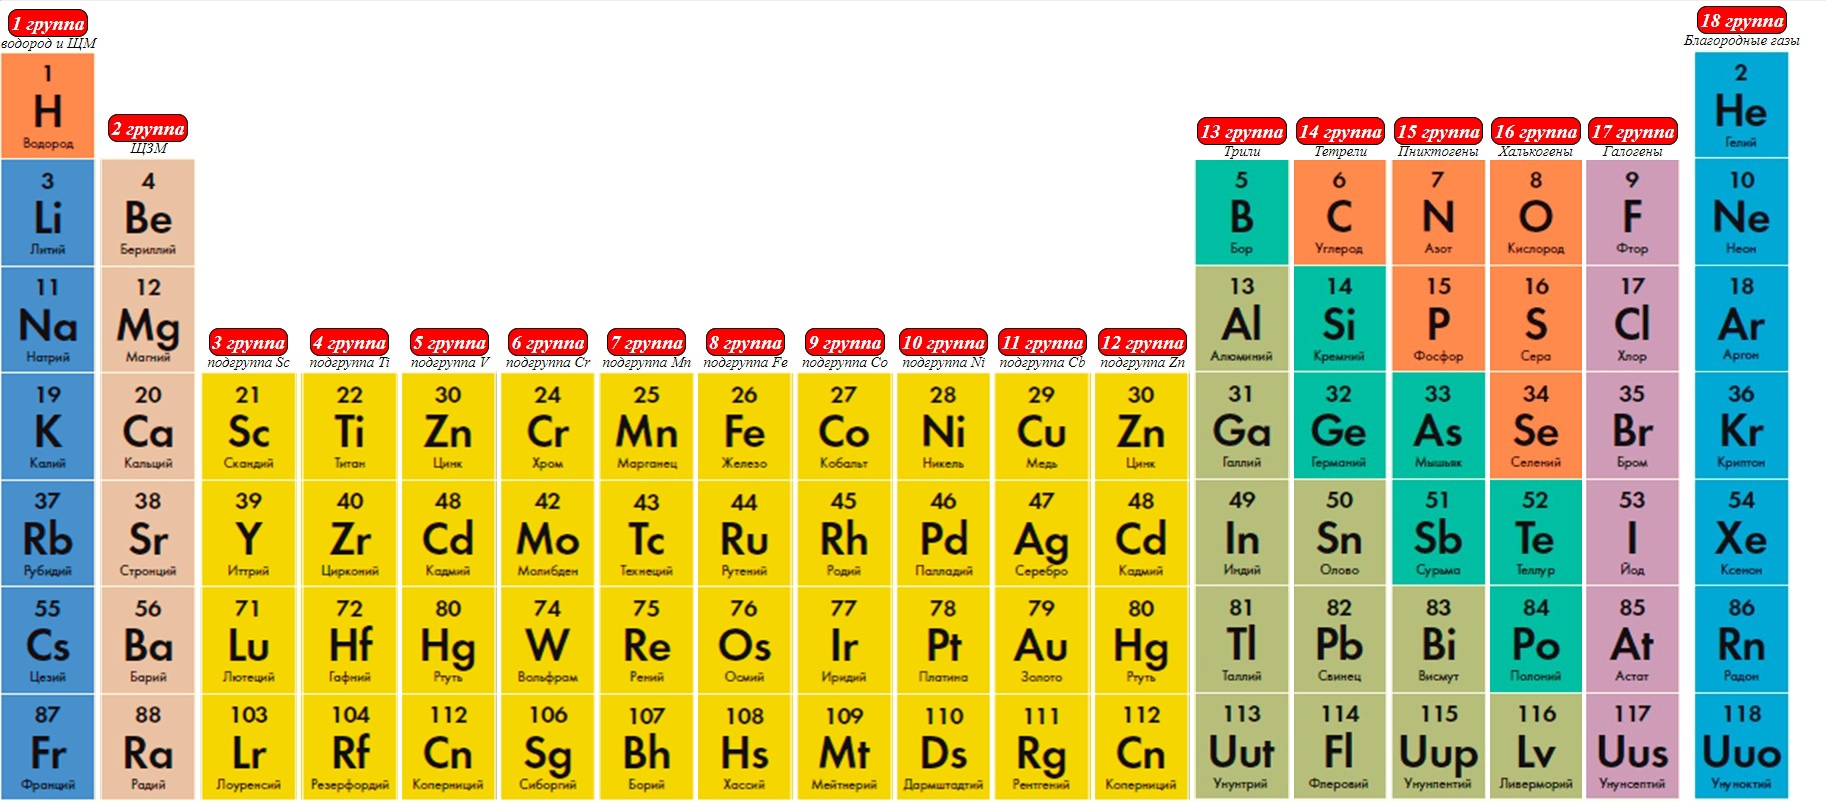 1 группа 18 группа
водород и ЩМ Благородные газы
1 2
H He
Водород Гелий
2 группа 13 группа 14 группа 15 группа 16 группа 17 группа
ЩЗМ Трили Тетрели Пниктогены Халькогены Галогены
3 4 5 6 7 8 9 10
Li Be B C N O F Ne
Литий Бериллий Бор Углерод Азот Кислород Фтор Неон
11 12 13 14 15 16 17 18
Na Mg Al Si P S Cl Ar
Натрий Магний Алюминий Кремний Фосфор Сера Хлор Аргон
3 группа 4 группа 5 группа 6 группа 7 группа 8 группа 9 группа 10 группа 11 группа 12 группа
подгруппа Sc подгруппа Ti подгруппа V подгруппа Cr подгруппа Mn подгруппа Fe подгруппа Co подгруппа Ni подгруппа Cb подгруппа Zn
19 20 21 22 30 24 25 26 27 28 29 30 31 32 33 34 35 36
K Ca Sc Ti Zn Cr Mn Fe Co Ni Cu Zn Ga Ge As Se Br Kr
Калий Кальций Скандий Титан Цинк Хром Марганец Железо Кобальт Никель Медь Цинк Галлий Германий Мышьяк Селений Бром Криптон
37 38 39 40 48 42 43 44 45 46 47 48 49 50 51 52 53 54
Rb Sr Y Zr Cd Mo Tc Ru Rh Pd Ag Cd In Sn Sb Te I Xe
Рубидий Стронций Иттрий Цирконий Кадмий Молибден Технеций Рутений Родий Палладий Серебро Кадмий Индий Олово Сурьма Теллур Йод Ксенон
55 56 71 72 80 74 75 76 77 78 79 80 81 82 83 84 85 86
Cs Ba Lu Hf Hg W Re Os Ir Pt Au Hg Tl Pb Bi Po At Rn
Цезий Барий Лютеций Гафний Ртуть Вольфрам Рений Осмий Иридий Платина Золото Ртуть Таллий Свинец Висмут Полоний Астат Радон
87 88 103 104 112 106 107 108 109 110 111 112 113 114 115 116 117 118
Fr Ra Lr Rf Cn Sg Bh Hs Mt Ds Rg Cn Uut Fl Uup Lv Uus Uuo
Франций Радий Лоуренсий Резерфордий Коперниций Сиборгий Борий Хассий Мейтнерий Дармштадтий Рентгений Коперниций Унунтрий Флеровий Унунпентий Ливерморий Унунсептий Унуноктий